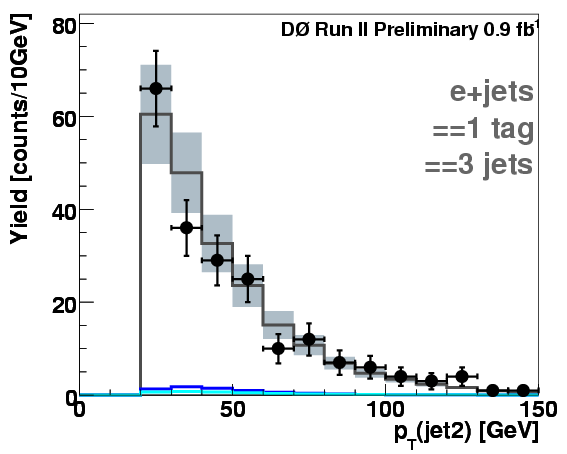 DØ Run II Preliminary 0.9 fb⁻¹
e+jets
==1 tag
==3 jets
Yield [counts/10GeV]
80
60
40
20
0
0 50 100 150
p_T(jet2) [GeV]